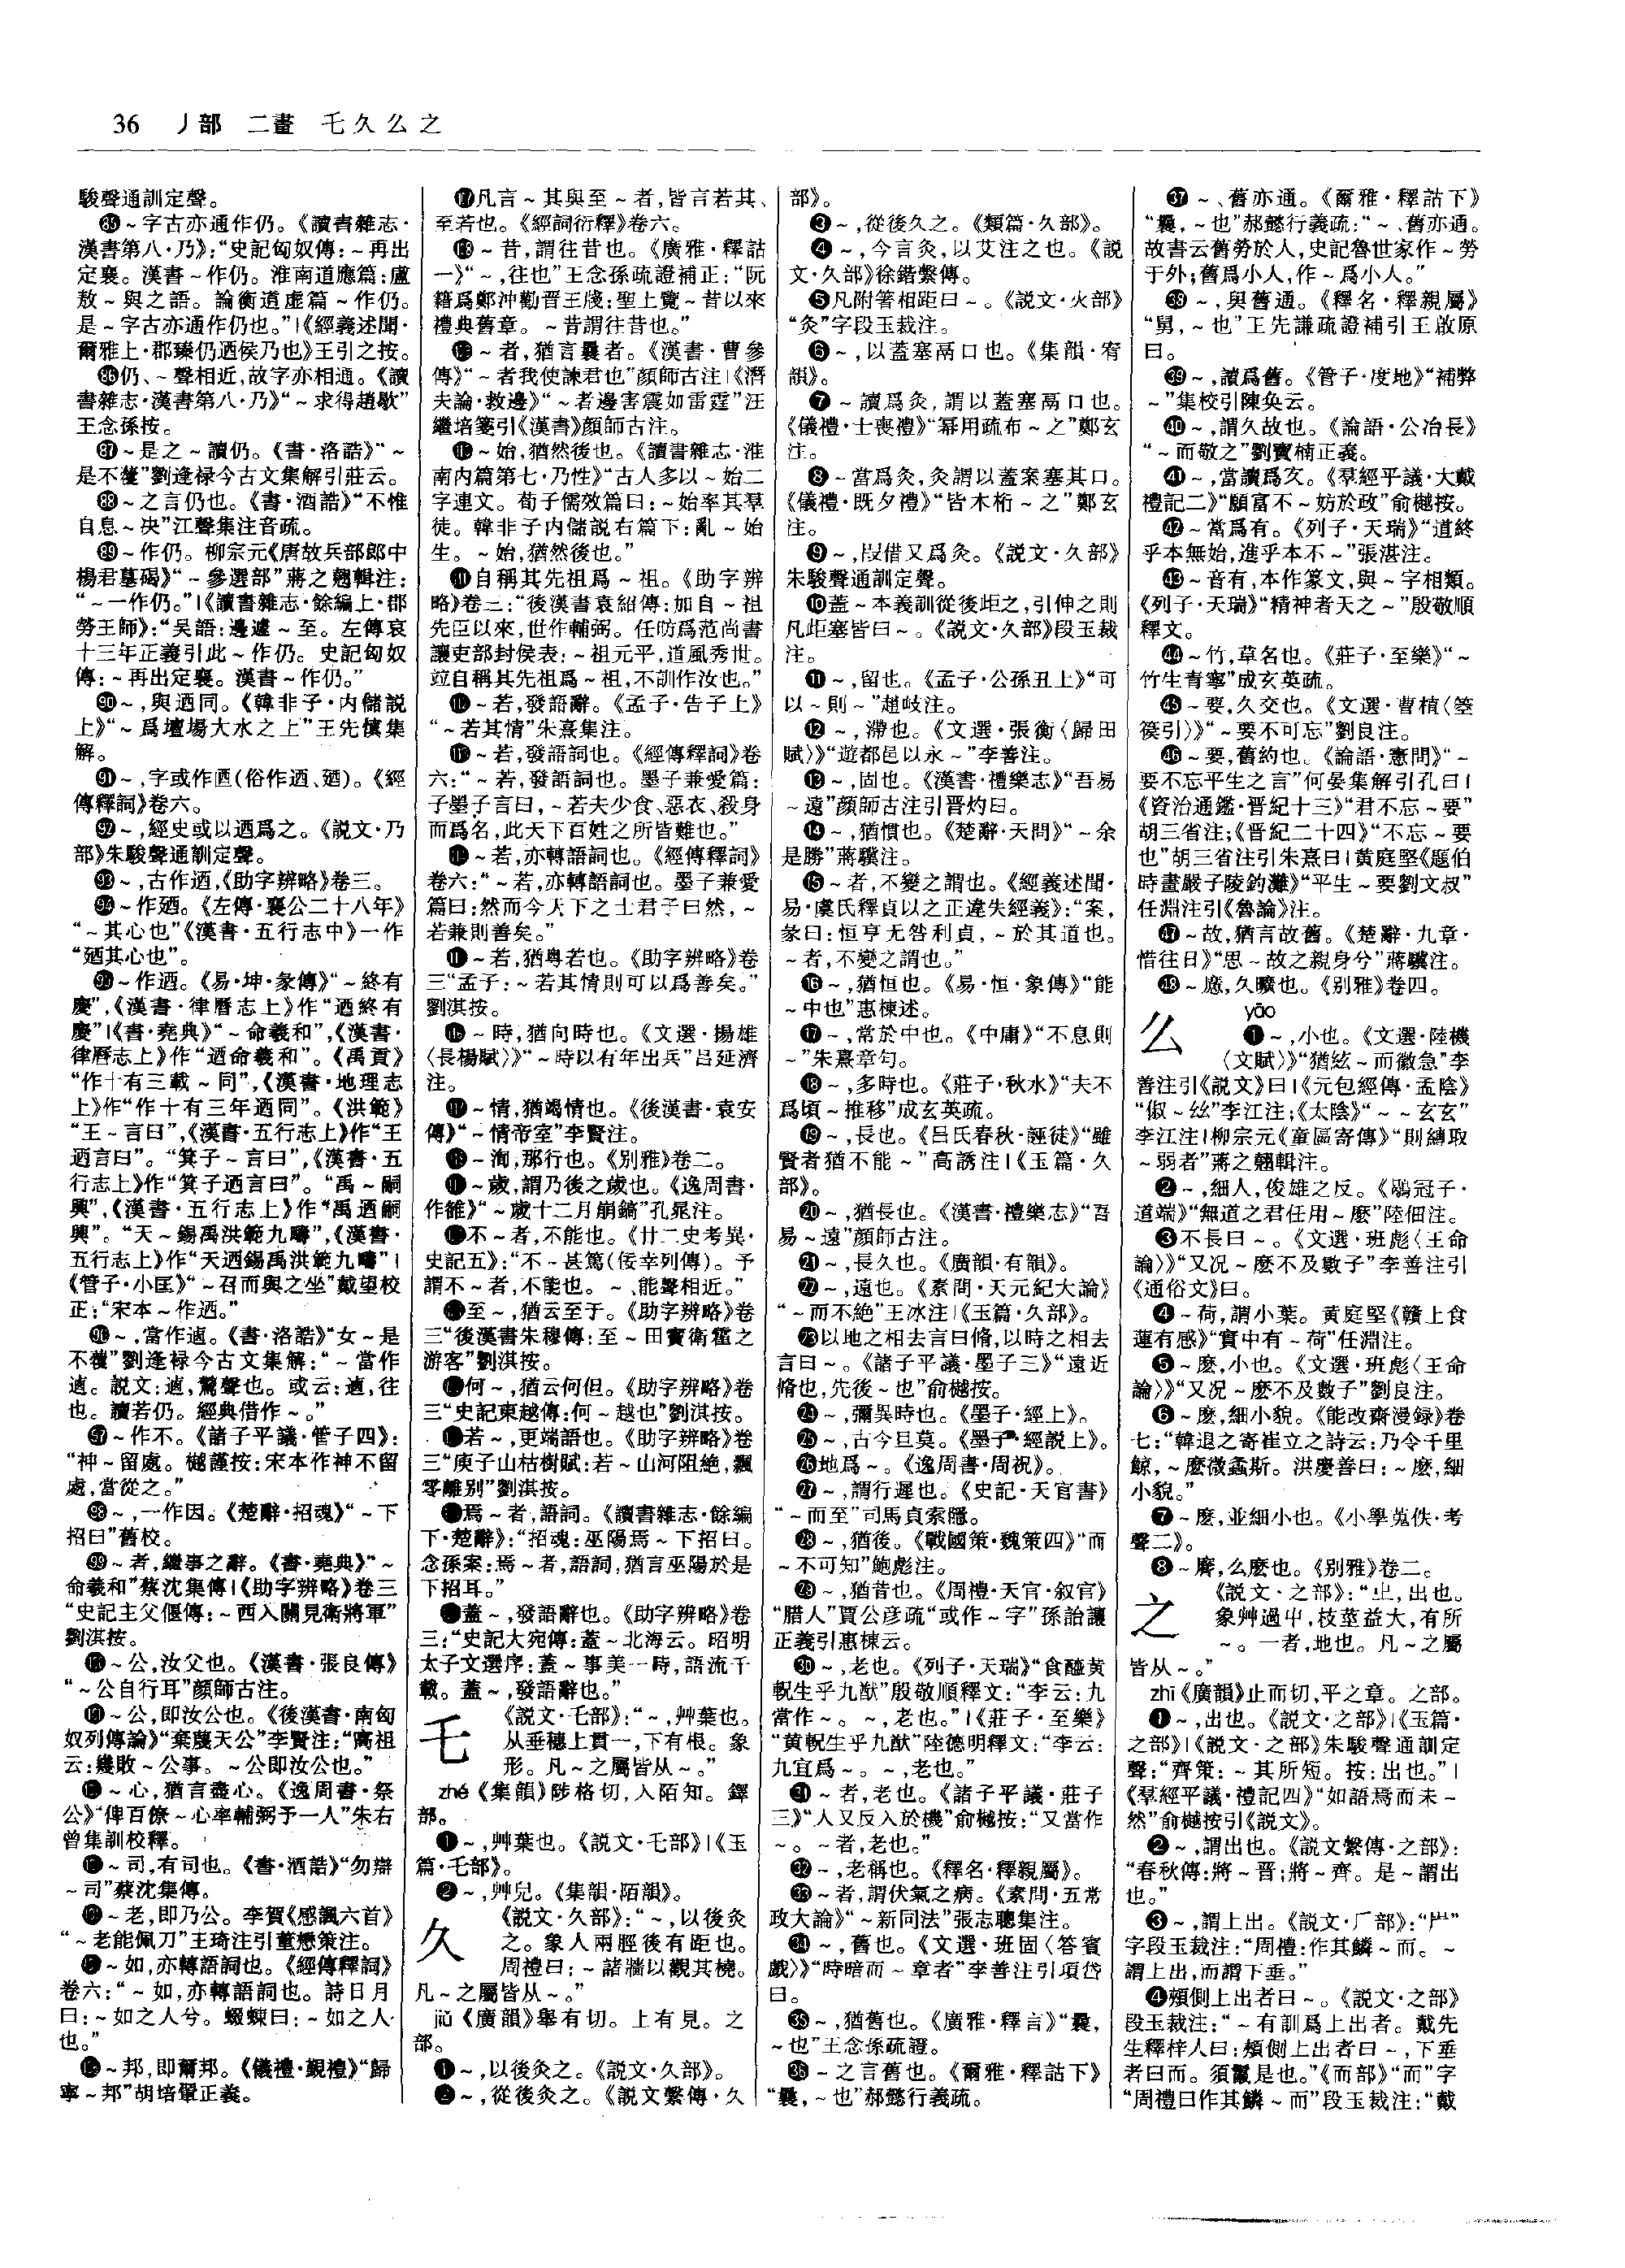 36 丿部 二畫 乇久么之
駿聲通訓定聲。
85～字古亦通作仍。《讀書雜志·
漢書第八·乃》：“史記匈奴傳：～再出
定襄。漢書～作仍。淮南道應篇：盧
敖～與之語。論衡道虛篇～作仍。
是～字古亦通作仍也。”|《經義述聞·
爾雅上·郡臻仍迺侯乃也》王引之按。
86仍、～聲相近，故字亦相通。《讀
書雜志·漢書第八·乃》“～求得趙歇”
王念孫按。
87～是之～讀仍。《書·洛誥》“～
是不蘉”劉逢禄今古文集解引莊云。
88～之言仍也。《書·酒誥》“不惟
自息～决”江聲集注音疏。
89～作仍。柳宗元《唐故兵部郎中
楊君墓碣》“～參選部”蔣之翹輯注：
“～一作仍。”|《讀書雜志·餘編上·郡
勞王師》：“吴語：邊遽～至。左傳哀
十三年正義引此～作仍。史記匈奴
傳：～再出定襄。漢書～作仍。”
90～，與迺同。《韓非子·内儲説
上》“～爲壇場大水之上”王先慎集
解。
91～，字或作𠧟(俗作迺、廼)。《經
傳釋詞》卷六。
92～，經史或以迺爲之。《説文·乃
部》朱駿聲通訓定聲。
93～，古作迺，《助字辨略》卷三。
94～作廼。《左傳·襄公二十八年》
“～其心也”《漢書·五行志中》一作
“廼其心也”。
95～作迺。《易·坤·彖傳》“～終有
慶”，《漢書·律曆志上》作“迺終有
慶”|《書·堯典》“～命羲和”，《漢書·
律曆志上》作“迺命羲和”。《禹貢》
“作十有三載～同”，《漢書·地理志
上》作“作十有三年迺同”。《洪範》
“王～言曰”，《漢書·五行志上》作“王
迺言曰”。“箕子～言曰”，《漢書·五
行志上》作“箕子迺言曰”。“禹～嗣
興”，《漢書·五行志上》作“禹迺嗣
興”。“天～錫禹洪範九疇”，《漢書·
五行志上》作“天迺錫禹洪範九疇”|
《管子·小匡》“～召而與之坐”戴望校
正：“宋本～作迺。”
96～，當作逌。《書·洛誥》“女～是
不蘉”劉逢禄今古文集解：“～當作
逌。説文：逌，驚聲也。或云：逌，往
也。讀若仍。經典借作～。”
97～作不。《諸子平議·管子四》：
“神～留處。樾謹按：宋本作神不留
處，當從之。”
98～，一作因。《楚辭·招魂》“～下
招曰”舊校。
99～者，繼事之辭。《書·堯典》“～
命羲和”蔡沈集傳|《助字辨略》卷三
“史記主父偃傳：～西入關見衛將軍”
劉淇按。
～公，汝父也。《漢書·張良傳》
“～公自行耳”顔師古注。
～公，即汝公也。《後漢書·南匈
奴列傳論》“棄蔑天公”李賢注：“高祖
云：幾敗～公事。～公即汝公也。”
～心，猶言盡心。《逸周書·祭
公》“俾百僚～心率輔弼予一人”朱右
曾集訓校釋。
～司，有司也。《書·酒誥》“勿辯
～司”蔡沈集傳。
～老，即乃公。李賀《感諷六首》
“～老能佩刀”王琦注引董懋策注。
～如，亦轉語詞也。《經傳釋詞》
卷六：“～如，亦轉語詞也。詩日月
曰：～如之人兮。蝃蝀曰：～如之人
也。”
～邦，即爾邦。《儀禮·覲禮》“歸
寧～邦”胡培翬正義。
凡言～其與至～者，皆言若其、
至若也。《經詞衍釋》卷六。
～昔，謂往昔也。《廣雅·釋詁
一》“～，往也”王念孫疏證補正：“阮
籍爲鄭沖勸晋王牋：聖上覽～昔以來
禮典舊章。～昔謂往昔也。”
～者，猶言曩者。《漢書·曹參
傳》“～者我使諫君也”顔師古注|《潛
夫論·救邊》“～者邊害震如雷霆”汪
繼培箋引《漢書》顔師古注。
～始，猶然後也。《讀書雜志·淮
南内篇第七·乃性》“古人多以～始二
字連文。荀子儒效篇曰：～始率其羣
徒。韓非子内儲説右篇下：亂～始
生。～始，猶然後也。”
自稱其先祖爲～祖。《助字辨
略》卷三：“後漢書袁紹傳：加自～祖
先臣以來，世作輔弼。任昉爲范尚書
讓吏部封侯表：～祖元平，道風秀世。
竝自稱其先祖爲～祖，不訓作汝也。”
～若，發語辭。《孟子·告子上》
“～若其情”朱熹集注。
～若，發語詞也。《經傳釋詞》卷
六：“～若，發語詞也。墨子兼愛篇：
子墨子言曰，～若夫少食、惡衣、殺身
而爲名，此天下百姓之所皆難也。”
～若，亦轉語詞也。《經傳釋詞》
卷六：“～若，亦轉語詞也。墨子兼愛
篇曰：然而今天下之士君子曰然，～
若兼則善矣。”
～若，猶粤若也。《助字辨略》卷
三“孟子：～若其情則可以爲善矣。”
劉淇按。
～時，猶向時也。《文選·揚雄
〈長楊賦〉》“～時以有年出兵”吕延濟
注。
～情，猶竭情也。《後漢書·袁安
傳》“～情帝室”李賢注。
～洵，那行也。《别雅》卷二。
～歲，謂乃後之歲也。《逸周書·
作雒》“～歲十二月崩鎬”孔晁注。
不～者，不能也。《廿二史考異·
史記五》：“不～甚篤(佞幸列傳)。予
謂不～者，不能也。～、能聲相近。”
至～，猶云至于。《助字辨略》卷
三“後漢書朱穆傳：至～田竇衛霍之
游客”劉淇按。
何～，猶云何但。《助字辨略》卷
三“史記東越傳：何～越也”劉淇按。
若～，更端語也。《助字辨略》卷
三“庾子山枯樹賦：若～山河阻絶，飄
零離别”劉淇按。
焉～者，語詞。《讀書雜志·餘編
下·楚辭》：“招魂：巫陽焉～下招曰。
念孫案：焉～者，語詞，猶言巫陽於是
下招耳。”
蓋～，發語辭也。《助字辨略》卷
三：“史記大宛傳：蓋～北海云。昭明
太子文選序：蓋～事美一時，語流千
載。蓋～，發語辭也。”
乇 《説文·乇部》：“～，艸葉也。
从垂穗上貫一，下有根。象
形。凡～之屬皆从～。”
zhé《集韻》陟格切，入陌知。鐸
部。
❶～，艸葉也。《説文·乇部》|《玉
篇·乇部》。
❷～，艸皃。《集韻·陌韻》。
久 《説文·久部》：“～，以後灸
之。象人兩脛後有距也。
周禮曰：～諸牆以觀其橈。
凡～之屬皆从～。”
jiǔ《廣韻》舉有切。上有見。之
部。
❶～，以後灸之。《説文·久部》。
❷～，從後灸之。《説文繫傳·久
部》。
❸～，從後久之。《類篇·久部》。
❹～，今言灸，以艾注之也。《説
文·久部》徐鍇繫傳。
❺凡附箸相距曰～。《説文·火部》
“灸”字段玉裁注。
❻～，以蓋塞鬲口也。《集韻·宥
韻》。
❼～讀爲灸，謂以蓋塞鬲口也。
《儀禮·士喪禮》“冪用疏布～之”鄭玄
注。
❽～當爲灸，灸謂以蓋案塞其口。
《儀禮·既夕禮》“皆木桁～之”鄭玄
注。
❾～，叚借又爲灸。《説文·久部》
朱駿聲通訓定聲。
❿蓋～本義訓從後歫之，引伸之則
凡歫塞皆曰～。《説文·久部》段玉裁
注。
⓫～，留也。《孟子·公孫丑上》“可
以～則～”趙岐注。
⓬～，滯也。《文選·張衡〈歸田
賦〉》“遊都邑以永～”李善注。
⓭～，固也。《漢書·禮樂志》“吾易
～遠”顔師古注引晋灼曰。
⓮～，猶慣也。《楚辭·天問》“～余
是勝”蔣驥注。
⓯～者，不變之謂也。《經義述聞·
易·虞氏釋貞以之正違失經義》：“案，
彖曰：恒亨无咎利貞，～於其道也。
～者，不變之謂也。”
⓰～，猶恒也。《易·恒·象傳》“能
～中也”惠棟述。
⓱～，常於中也。《中庸》“不息則
～”朱熹章句。
⓲～，多時也。《莊子·秋水》“夫不
爲頃～推移”成玄英疏。
⓳～，長也。《吕氏春秋·誣徒》“雖
賢者猶不能～”高誘注|《玉篇·久
部》。
⓴～，猶長也。《漢書·禮樂志》“吾
易～遠”顔師古注。
㉑～，長久也。《廣韻·有韻》。
㉒～，遠也。《素問·天元紀大論》
“～而不絶”王冰注|《玉篇·久部》。
㉓以地之相去言曰脩，以時之相去
言曰～。《諸子平議·墨子三》“遠近
脩也，先後～也”俞樾按。
㉔～，彌異時也。《墨子·經上》。
㉕～，古今旦莫。《墨子·經説上》。
㉖地爲～。《逸周書·周祝》。
㉗～，謂行遲也。《史記·天官書》
“～而至”司馬貞索隱。
㉘～，猶後。《戰國策·魏策四》“而
～不可知”鮑彪注。
㉙～，猶昔也。《周禮·天官·叙官》
“腊人”賈公彦疏“或作～字”孫詒讓
正義引惠棟云。
㉚～，老也。《列子·天瑞》“食醯黄
軦生乎九猷”殷敬順釋文：“李云：九
當作～。～，老也。”|《莊子·至樂》
“黄軦生乎九猷”陸德明釋文：“李云：
九宜爲～。～，老也。”
㉛～者，老也。《諸子平議·莊子
三》“人又反入於機”俞樾按：“又當作
～。～者，老也。”
㉜～，老稱也。《釋名·釋親屬》。
㉝～者，謂伏氣之病。《素問·五常
政大論》“～新同法”張志聰集注。
㉞～，舊也。《文選·班固〈答賓
戲〉》“時暗而～章者”李善注引項岱
曰。
㉟～，猶舊也。《廣雅·釋言》“曩，
～也”王念孫疏證。
㊱～之言舊也。《爾雅·釋詁下》
“曩，～也”郝懿行義疏。
㊲～、舊亦通。《爾雅·釋詁下》
“曩，～也”郝懿行義疏：“～、舊亦通。
故書云舊勞於人，史記魯世家作～勞
于外；舊爲小人，作～爲小人。”
㊳～，與舊通。《釋名·釋親屬》
“舅，～也”王先謙疏證補引王啟原
曰。
㊴～，讀爲舊。《管子·度地》“補弊
～”集校引陳奂云。
㊵～，謂久故也。《論語·公冶長》
“～而敬之”劉寶楠正義。
㊶～，當讀爲㝌。《羣經平議·大戴
禮記二》“願富不～妨於政”俞樾按。
㊷～當爲有。《列子·天瑞》“道終
乎本無始，進乎本不～”張湛注。
㊸～音有，本作篆文，與～字相類。
《列子·天瑞》“精神者天之～”殷敬順
釋文。
㊹～竹，草名也。《莊子·至樂》“～
竹生青寧”成玄英疏。
㊺～要，久交也。《文選·曹植〈箜
篌引〉》“～要不可忘”劉良注。
㊻～要，舊約也。《論語·憲問》“～
要不忘平生之言”何晏集解引孔曰|
《資治通鑑·晋紀十三》“君不忘～要”
胡三省注；《晋紀二十四》“不忘～要
也”胡三省注引朱熹曰|黄庭堅《題伯
時畫嚴子陵釣灘》“平生～要劉文叔”
任淵注引《魯論》注。
㊼～故，猶言故舊。《楚辭·九章·
惜往日》“思～故之親身兮”蔣驥注。
㊽～應，久曠也。《别雅》卷四。
么 yāo
❶～，小也。《文選·陸機
〈文賦〉》“猶絃～而徽急”李
善注引《説文》曰|《元包經傳·孟陰》
“俶～幺幺”李江注；《太陰》“～～玄玄”
李江注|柳宗元《童區寄傳》“則縛取
～弱者”蔣之翹輯注。
❷～，細人，俊雄之反。《鶡冠子·
道端》“無道之君任用～麽”陸佃注。
❸不長曰～。《文選·班彪〈王命
論〉》“又况～麽不及數子”李善注引
《通俗文》曰。
❹～荷，謂小葉。黄庭堅《贛上食
蓮有感》“實中有～荷”任淵注。
❺～麽，小也。《文選·班彪〈王命
論〉》“又况～麽不及數子”劉良注。
❻～麽，細小貌。《能改齋漫録》卷
七：“韓退之寄崔立之詩云：乃令千里
鯨，～麽微螽斯。洪慶善曰：～麽，細
小貌。”
❼～麽，並細小也。《小學蒐佚·考
聲二》。
❽～麿，么麽也。《别雅》卷二。
之 《説文·之部》：“㞢，出也。
象艸過屮，枝莖益大，有所
～。一者，地也。凡～之屬
皆从～。”
zhī《廣韻》止而切，平之章。之部。
❶～，出也。《説文·之部》|《玉篇·
之部》|《説文·之部》朱駿聲通訓定
聲：“齊策：～其所短。按：出也。”|
《羣經平議·禮記四》“如語焉而未～
然”俞樾按引《説文》。
❷～，謂出也。《説文繫傳·之部》：
“春秋傳：將～晋；將～齊。是～謂出
也。”
❸～，謂上出。《説文·厂部》：“屵”
字段玉裁注：“周禮：作其鱗～而。～
謂上出，而謂下垂。”
❹頰側上出者曰～。《説文·之部》
段玉裁注：“～有訓爲上出者。戴先
生釋梓人曰：頰側上出者曰～，下垂
者曰而。須鬣是也。”《而部》“而”字
“周禮曰作其鱗～而”段玉裁注：“戴